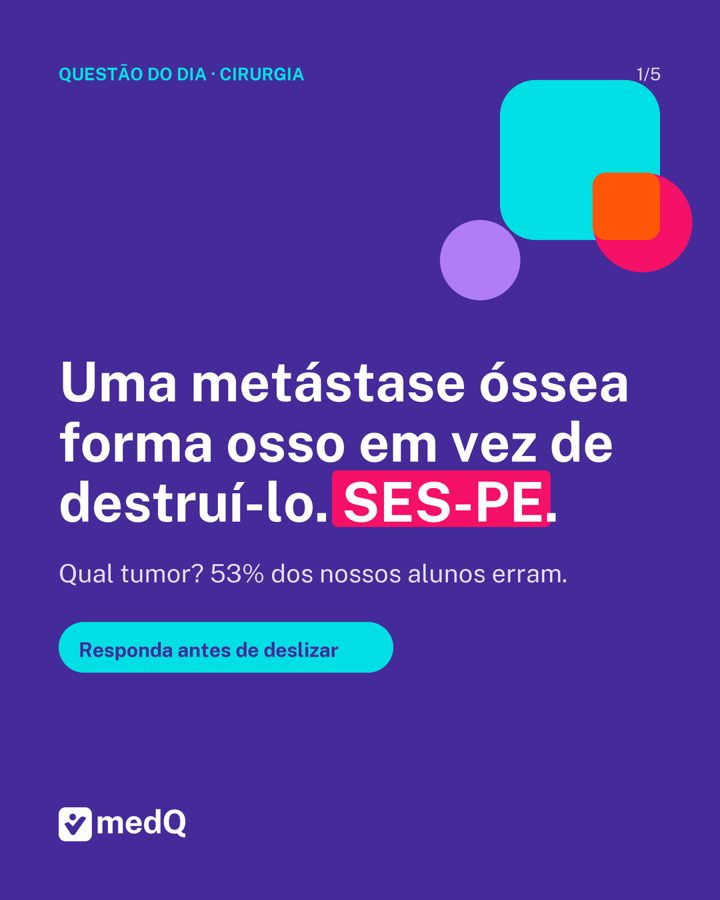 QUESTÃO DO DIA · CIRURGIA
1/5
Uma metástase óssea
forma osso em vez de
destruí-lo. SES-PE.
Qual tumor? 53% dos nossos alunos erram.
Responda antes de deslizar
medQ